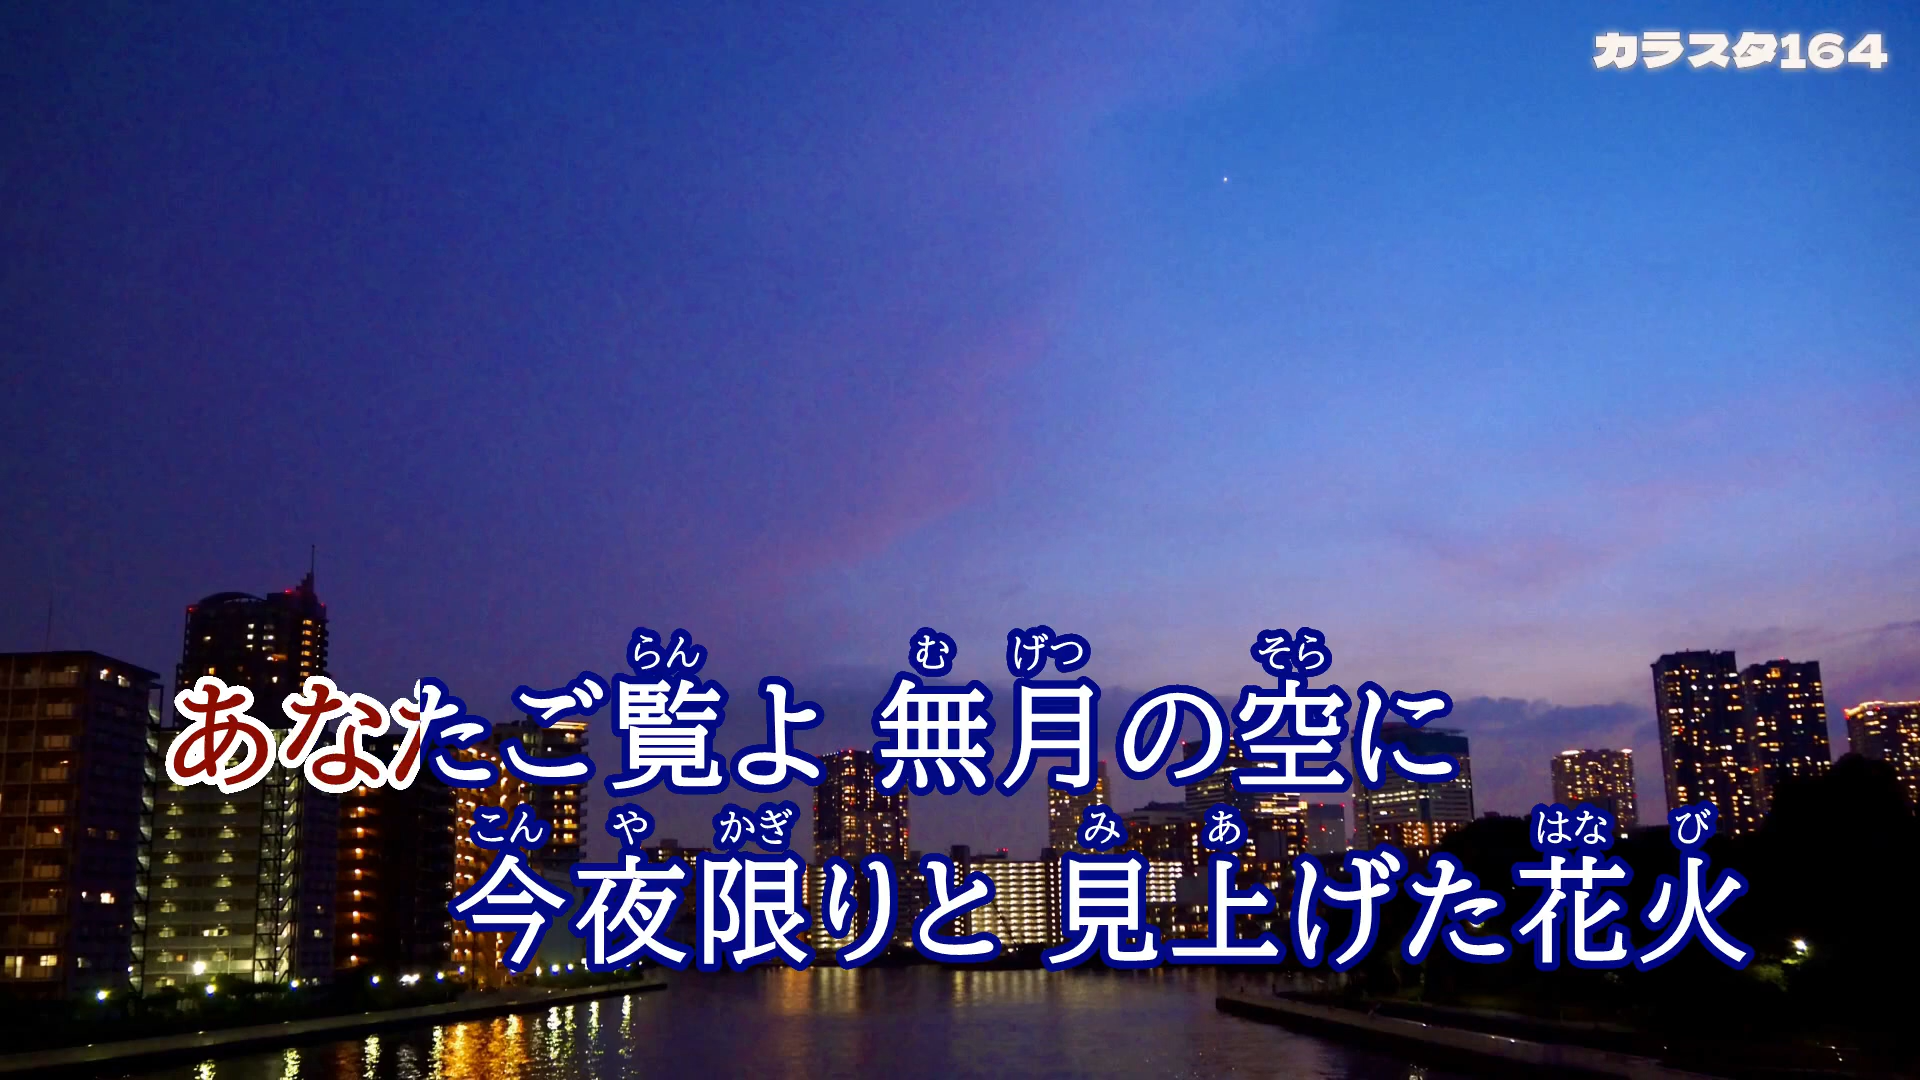 カラスタ164
らん む げつ そら
あなたご覧よ 無月の空に
こん や かぎ み あ はな び
今夜限りと 見上げた花火